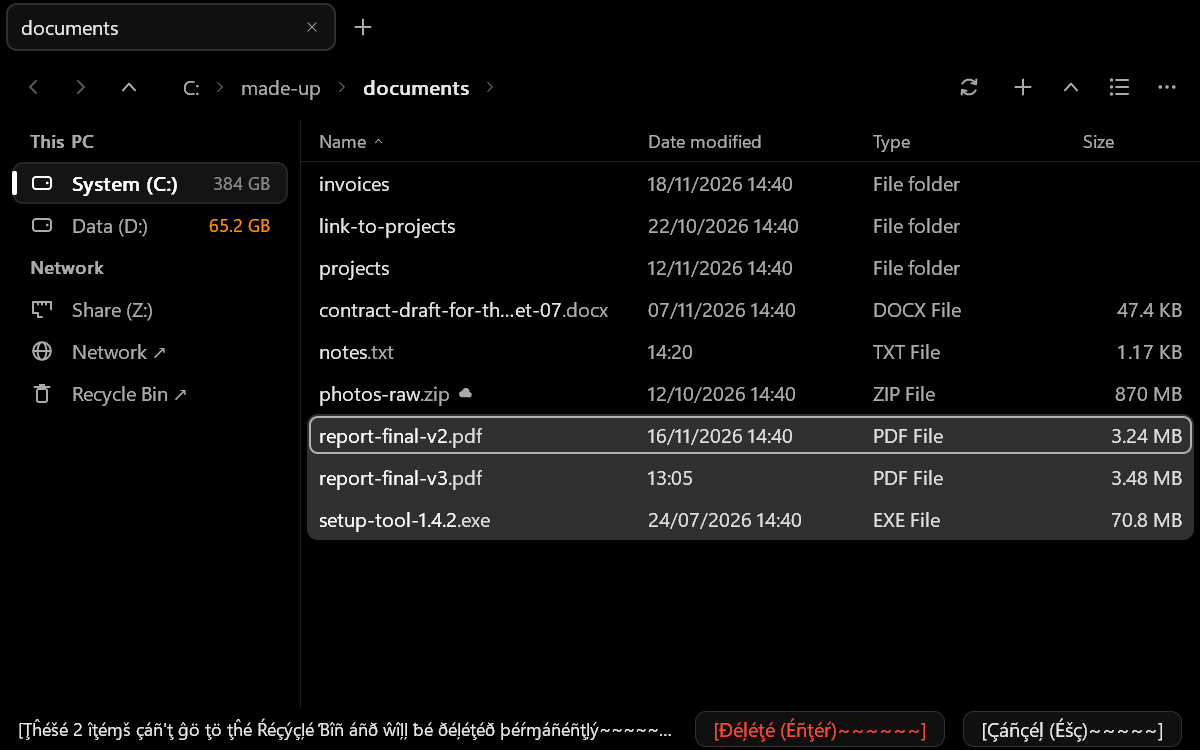 documents
C: made-up documents
This PC
System (C:) 384 GB
Data (D:) 65.2 GB
Network
Share (Z:)
Network ↗
Recycle Bin ↗
Name Date modified Type Size
invoices 18/11/2026 14:40 File folder
link-to-projects 22/10/2026 14:40 File folder
projects 12/11/2026 14:40 File folder
contract-draft-for-th...et-07.docx 07/11/2026 14:40 DOCX File 47.4 KB
notes.txt 14:20 TXT File 1.17 KB
photos-raw.zip 12/10/2026 14:40 ZIP File 870 MB
report-final-v2.pdf 16/11/2026 14:40 PDF File 3.24 MB
report-final-v3.pdf 13:05 PDF File 3.48 MB
setup-tool-1.4.2.exe 24/07/2026 14:40 EXE File 70.8 MB
[Ţĥéšé 2 îţéɱš çáñ'ţ ĝö ţö ţĥé Ŕéçýçļé Ɓîñ áñð ŵîļļ ƀé ðéļéţéð þéŕɱáñéñţļý~~~~~... [Ðéļéţé (Éñţéŕ)~~~~~~] [Çáñçéļ (Éšç)~~~~~]